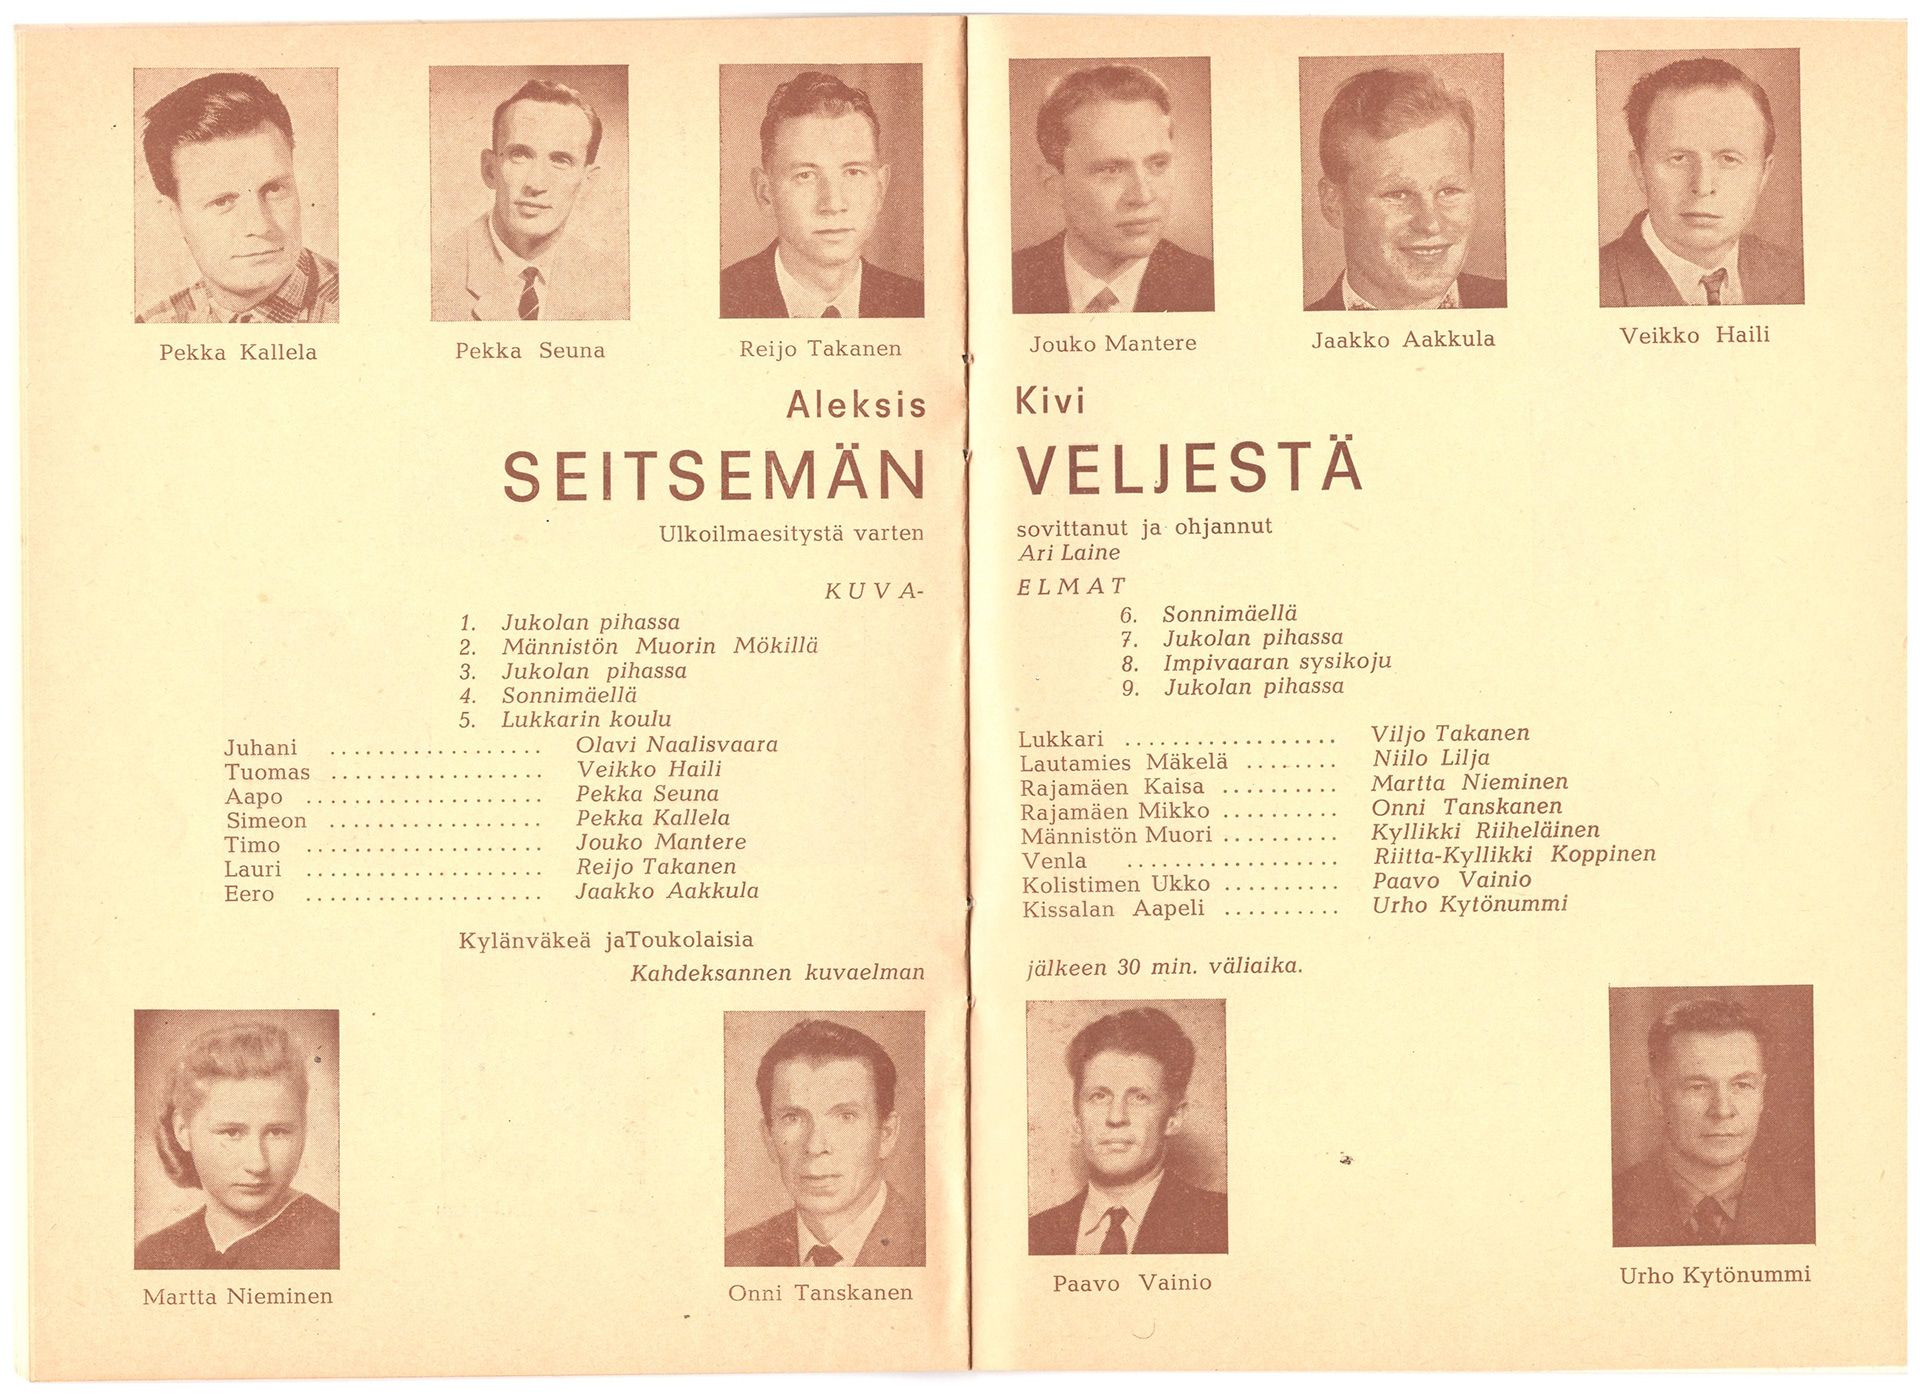 Pekka Kallela
Pekka Seuna
Reijo Takanen
Jouko Mantere
Jaakko Aakkula
Veikko Haili
Aleksis Kivi
SEITSEMÄN VELJESTÄ
Ulkoilmaesitystä varten
sovittanut ja ohjannut
Ari Laine
KUVA-
ELMAT
1. Jukolan pihassa
2. Männistön Muorin Mökillä
3. Jukolan pihassa
4. Sonnimäellä
5. Lukkarin koulu
6. Sonnimäellä
7. Jukolan pihassa
8. Impivaaran sysikoju
9. Jukolan pihassa
Juhani .................. Olavi Naalisvaara
Tuomas .................. Veikko Haili
Aapo .................... Pekka Seuna
Simeon .................. Pekka Kallela
Timo .................... Jouko Mantere
Lauri .................... Reijo Takanen
Eero .................... Jaakko Aakkula
Kylänväkeä jaToukolaisia
Lukkari .................. Viljo Takanen
Lautamies Mäkelä ........ Niilo Lilja
Rajamäen Kaisa .......... Martta Nieminen
Rajamäen Mikko .......... Onni Tanskanen
Männistön Muori .......... Kyllikki Riiheläinen
Venla .................. Riitta-Kyllikki Koppinen
Kolistimen Ukko .......... Paavo Vainio
Kissalan Aapeli .......... Urho Kytönummi
Kahdeksannen kuvaelman jälkeen 30 min. väliaika.
Martta Nieminen
Onni Tanskanen
Paavo Vainio
Urho Kytönummi